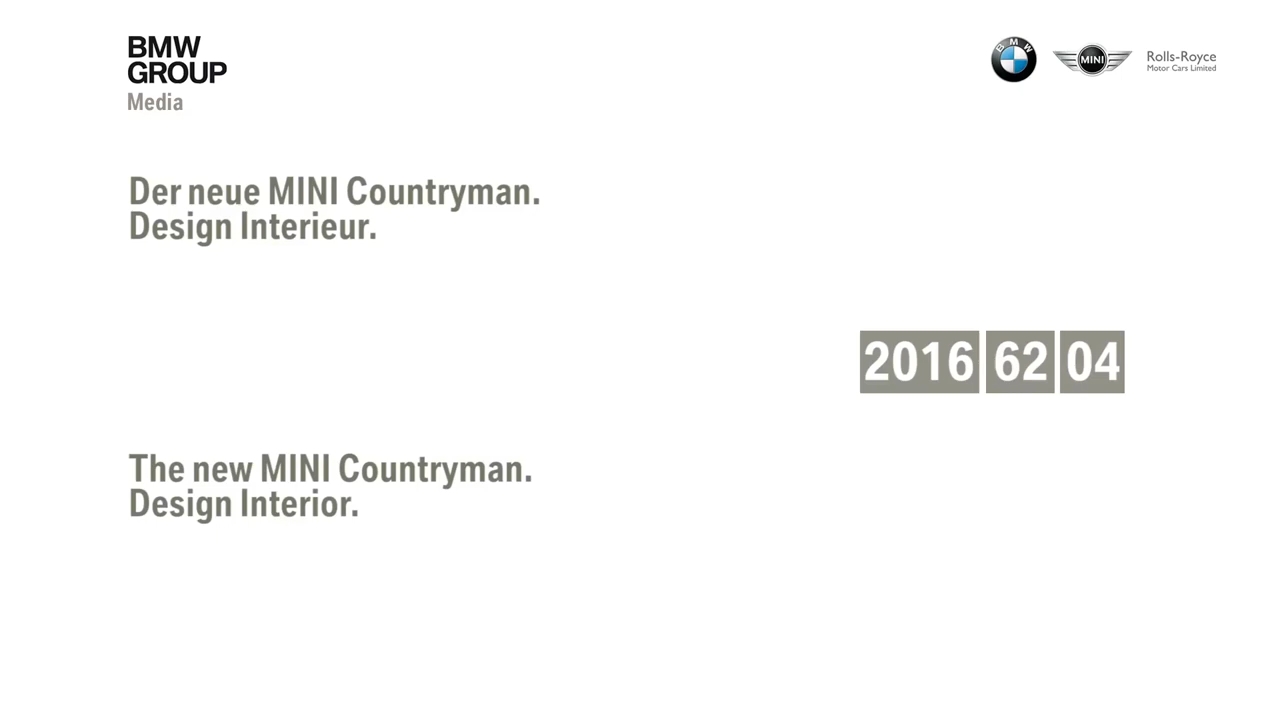 BMW
GROUP
Media
BMW
MINI
Rolls-Royce
Motor Cars Limited
Der neue MINI Countryman.
Design Interieur.
2016 62 04
The new MINI Countryman.
Design Interior.